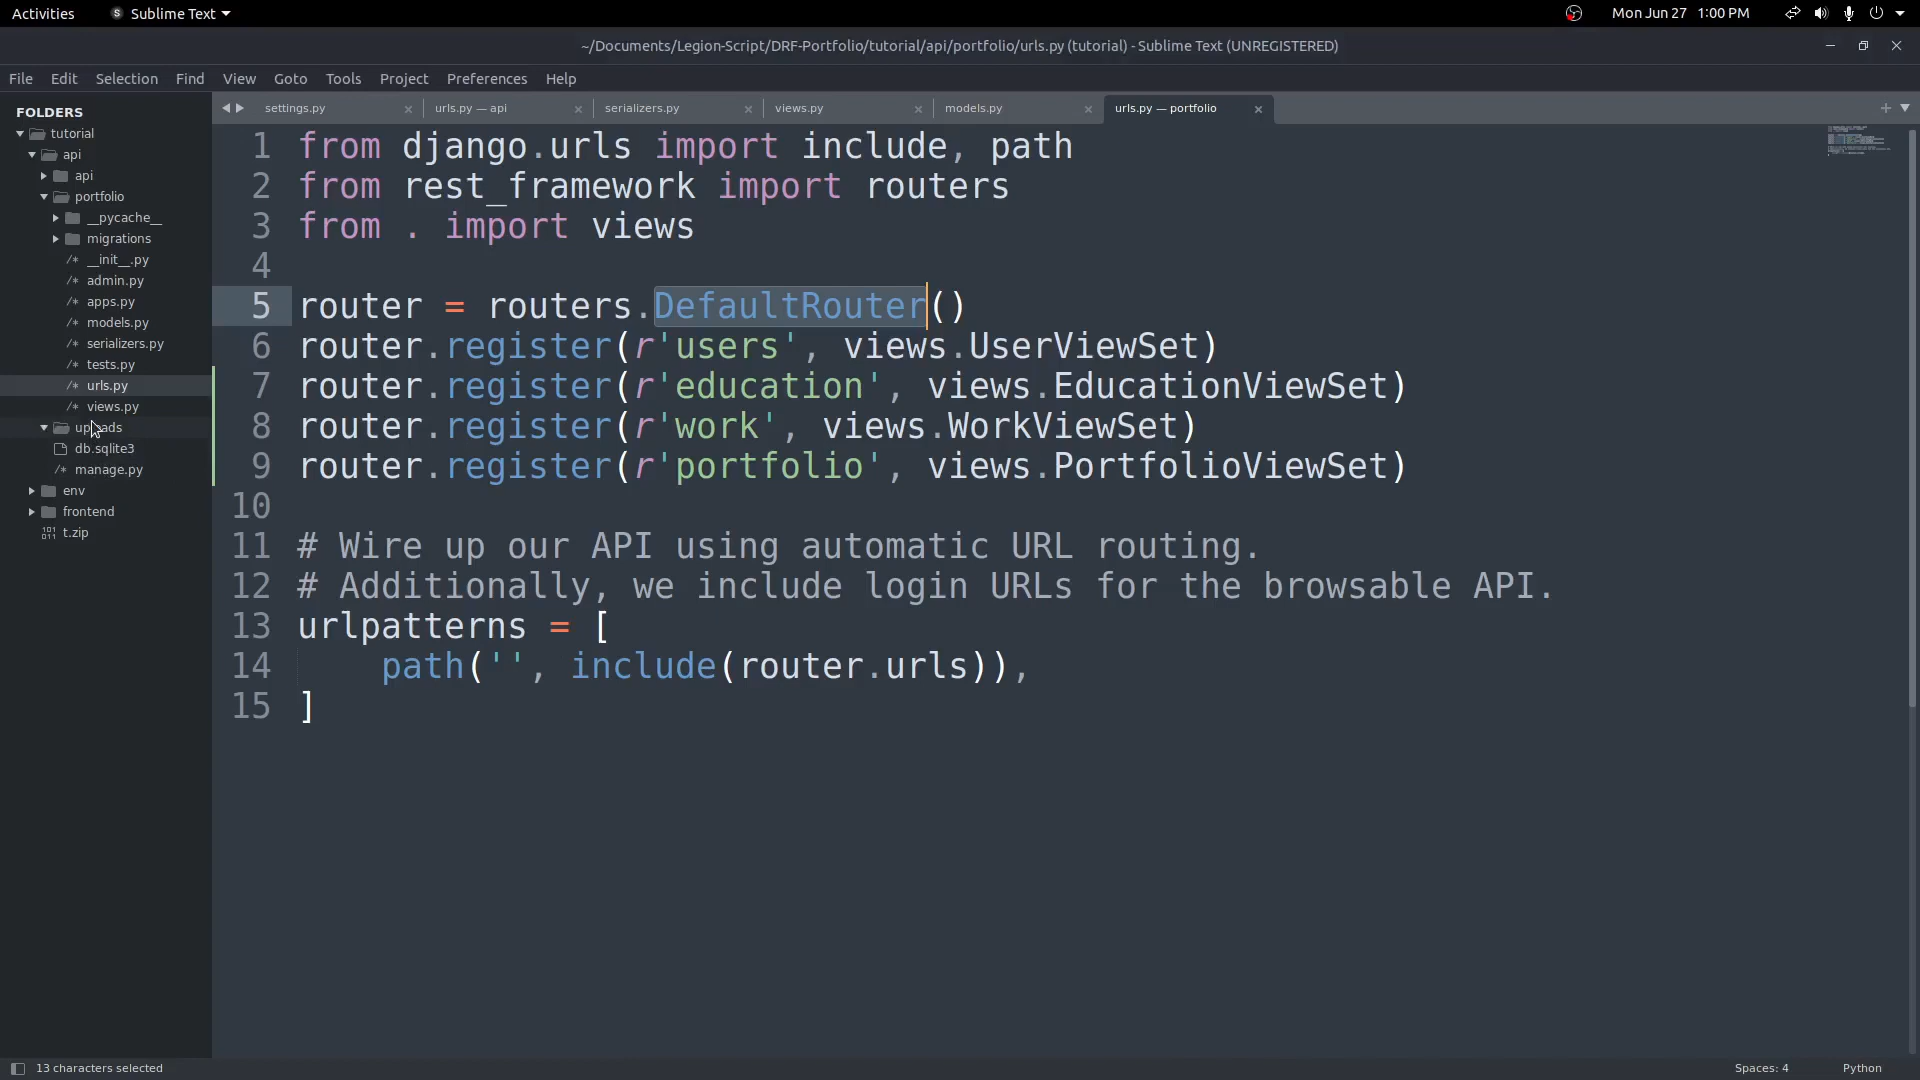 Activities Sublime Text Mon Jun 27 1:00 PM
~/Documents/Legion-Script/DRF-Portfolio/tutorial/api/portfolio/urls.py (tutorial) - Sublime Text (UNREGISTERED)
File Edit Selection Find View Goto Tools Project Preferences Help
settings.py urls.py — api serializers.py views.py models.py urls.py — portfolio
FOLDERS
tutorial
api
api
portfolio
__pycache__
migrations
__init__.py
admin.py
apps.py
models.py
serializers.py
tests.py
urls.py
views.py
uploads
db.sqlite3
manage.py
env
frontend
t.zip
1 from django.urls import include, path
2 from rest_framework import routers
3 from . import views
4
5 router = routers.DefaultRouter()
6 router.register(r'users', views.UserViewSet)
7 router.register(r'education', views.EducationViewSet)
8 router.register(r'work', views.WorkViewSet)
9 router.register(r'portfolio', views.PortfolioViewSet)
10
11 # Wire up our API using automatic URL routing.
12 # Additionally, we include login URLs for the browsable API.
13 urlpatterns = [
14     path('', include(router.urls)),
15 ]
13 characters selected Spaces: 4 Python